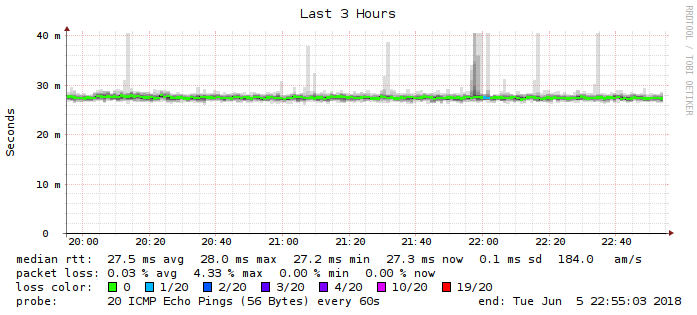 Last 3 Hours
RRDTOOL / TOBI OETIKER
Seconds
40 m
30 m
20 m
10 m
0
20:00 20:20 20:40 21:00 21:20 21:40 22:00 22:20 22:40
median rtt: 27.5 ms avg 28.0 ms max 27.2 ms min 27.3 ms now 0.1 ms sd 184.0 am/s
packet loss: 0.03 % avg 4.33 % max 0.00 % min 0.00 % now
loss color: 0 1/20 2/20 3/20 4/20 10/20 19/20
probe: 20 ICMP Echo Pings (56 Bytes) every 60s end: Tue Jun 5 22:55:03 2018